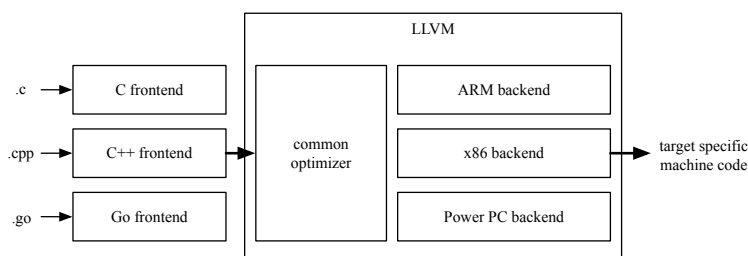 LLVM
.c
C frontend
ARM backend
.cpp
C++ frontend
common
optimizer
x86 backend
target specific
machine code
.go
Go frontend
Power PC backend